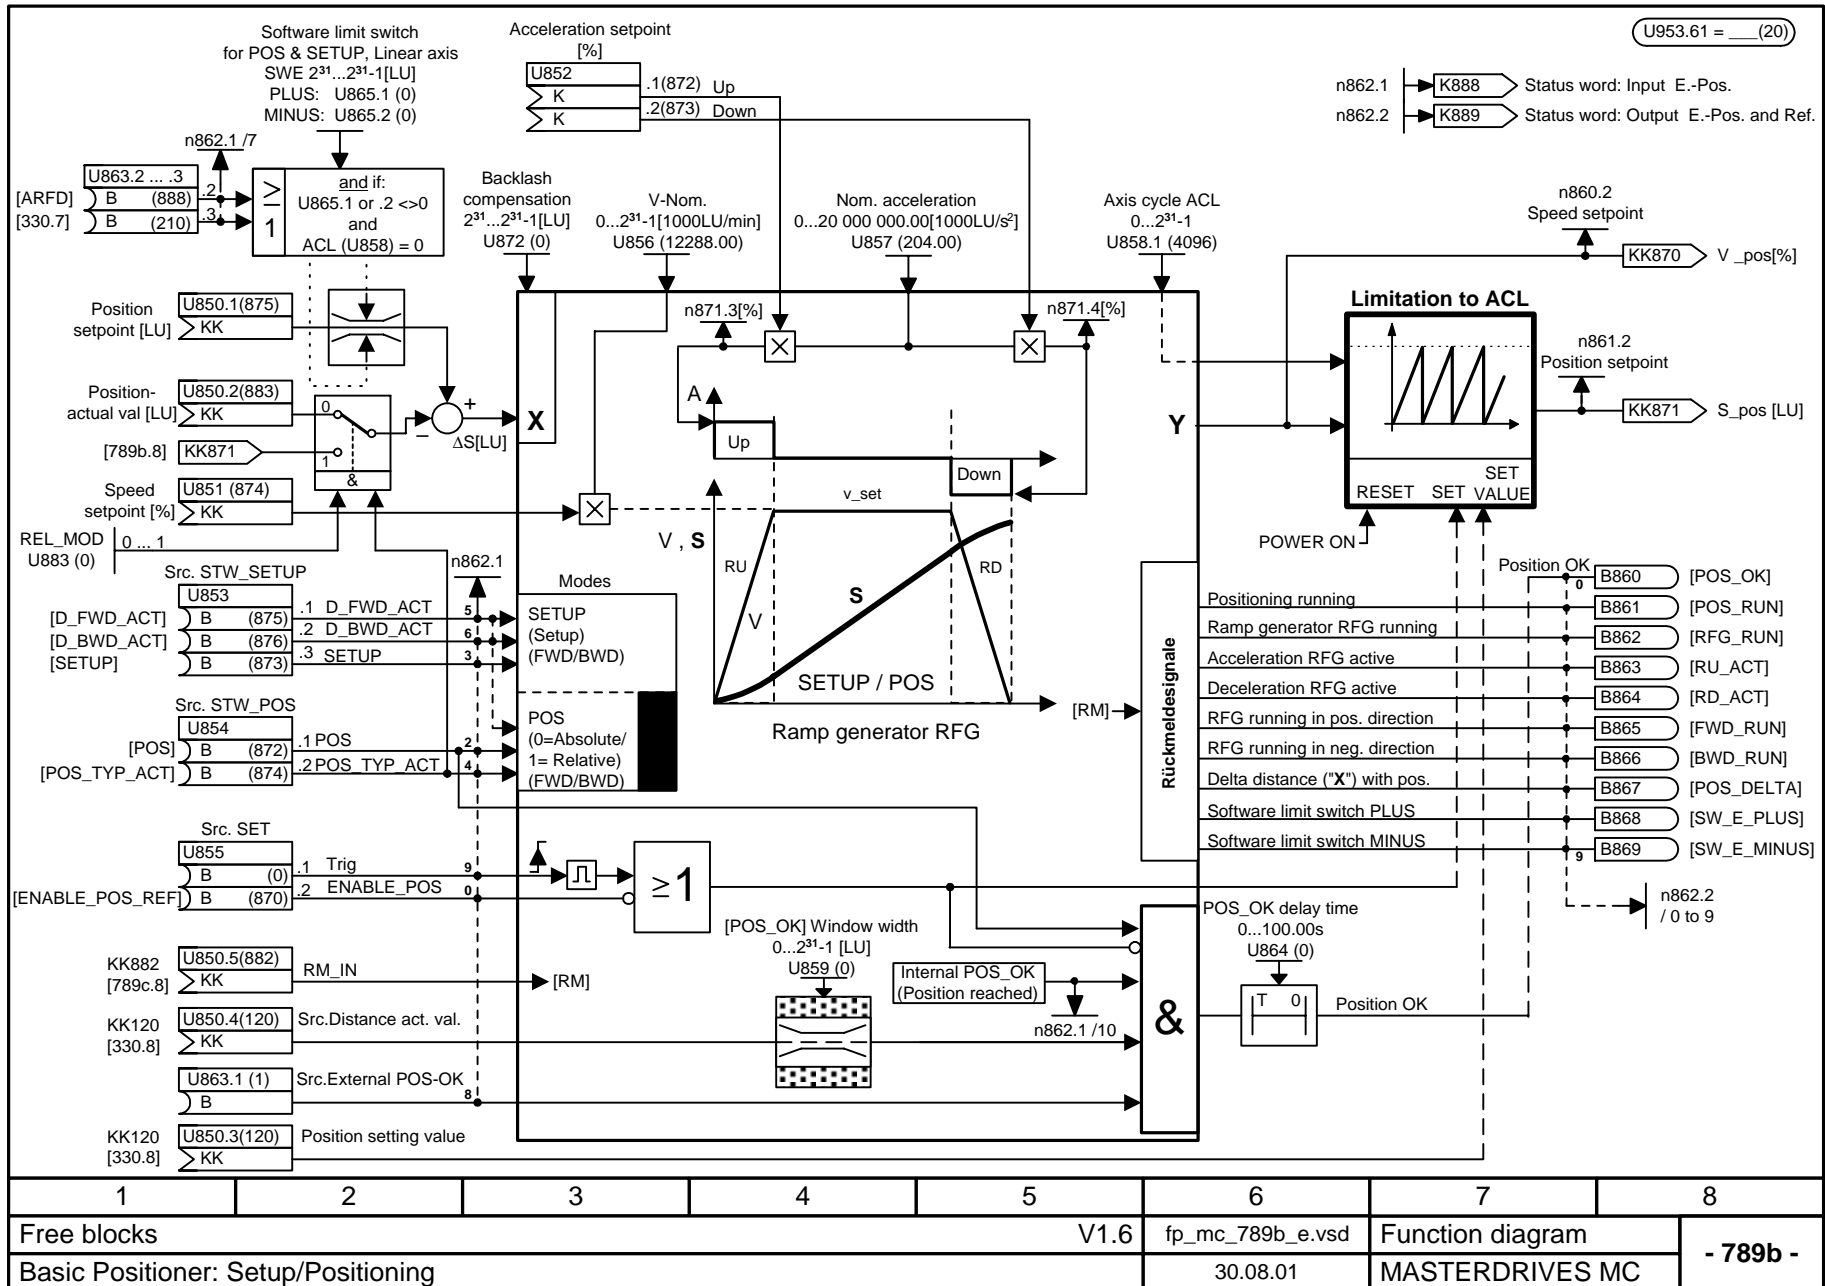 Software limit switch
for POS & SETUP, Linear axis
SWE 2³¹...2³¹-1[LU]
PLUS: U865.1 (0)
MINUS: U865.2 (0)
Acceleration setpoint
[%]
U852
K
K
.1(872) Up
.2(873) Down
U953.61 = ___(20)
n862.1
K888
Status word: Input E.-Pos.
n862.2
K889
Status word: Output E.-Pos. and Ref.
n862.1 /7
U863.2 ... .3
[ARFD]
B (888)
.2
[330.7]
B (210)
.3
≥
1
and if:
U865.1 or .2 <>0
and
ACL (U858) = 0
Backlash
compensation
2³¹...2³¹-1[LU]
U872 (0)
V-Nom.
0...2³¹-1[1000LU/min]
U856 (12288.00)
Nom. acceleration
0...20 000 000.00[1000LU/s²]
U857 (204.00)
Axis cycle ACL
0...2³¹-1
U858.1 (4096)
n860.2
Speed setpoint
KK870
V _pos[%]
Position
setpoint [LU]
U850.1(875)
KK
Position-
actual val [LU]
U850.2(883)
KK
[789b.8]
KK871
0
1
&
+
−
ΔS[LU]
Speed
setpoint [%]
U851 (874)
KK
REL_MOD
U883 (0)
0 ... 1
X
n871.3[%]
n871.4[%]
A
Up
Down
v_set
V , S
RU
V
S
RD
SETUP / POS
Ramp generator RFG
Y
Limitation to ACL
RESET
SET
SET
VALUE
POWER ON
n861.2
Position setpoint
KK871
S_pos [LU]
Src. STW_SETUP
U853
n862.1
[D_FWD_ACT]
B (875)
.1 D_FWD_ACT
5
[D_BWD_ACT]
B (876)
.2 D_BWD_ACT
6
[SETUP]
B (873)
.3 SETUP
3
Modes
SETUP
(Setup)
(FWD/BWD)
Src. STW_POS
U854
[POS]
B (872)
.1 POS
2
[POS_TYP_ACT]
B (874)
.2 POS_TYP_ACT
4
POS
(0=Absolute/
1= Relative)
(FWD/BWD)
[RM]
Rückmeldesignale
Position OK
0
B860
[POS_OK]
Positioning running
B861
[POS_RUN]
Ramp generator RFG running
B862
[RFG_RUN]
Acceleration RFG active
B863
[RU_ACT]
Deceleration RFG active
B864
[RD_ACT]
RFG running in pos. direction
B865
[FWD_RUN]
RFG running in neg. direction
B866
[BWD_RUN]
Delta distance ("X") with pos.
B867
[POS_DELTA]
Software limit switch PLUS
B868
[SW_E_PLUS]
Software limit switch MINUS
9
B869
[SW_E_MINUS]
n862.2
/ 0 to 9
Src. SET
U855
B (0)
.1 Trig
9
[ENABLE_POS_REF]
B (870)
.2 ENABLE_POS
0
≥1
[POS_OK] Window width
0...2³¹-1 [LU]
U859 (0)
Internal POS_OK
(Position reached)
n862.1 /10
&
POS_OK delay time
0...100.00s
U864 (0)
T 0
Position OK
KK882
[789c.8]
U850.5(882)
KK
RM_IN
[RM]
KK120
[330.8]
U850.4(120)
KK
Src.Distance act. val.
U863.1 (1)
B
Src.External POS-OK
8
KK120
[330.8]
U850.3(120)
KK
Position setting value
1 2 3 4 5 6 7 8
Free blocks
V1.6
fp_mc_789b_e.vsd
Function diagram
- 789b -
Basic Positioner: Setup/Positioning
30.08.01
MASTERDRIVES MC